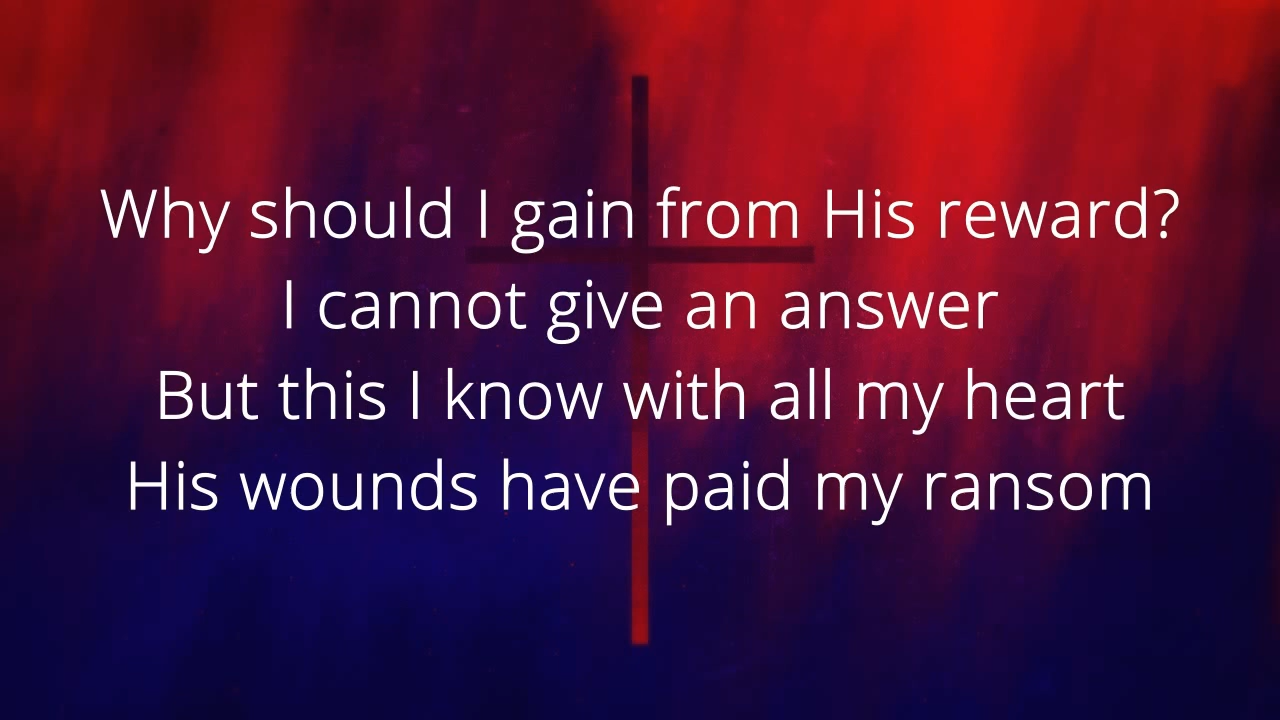 Why should I gain from His reward?
I cannot give an answer
But this I know with all my heart
His wounds have paid my ransom